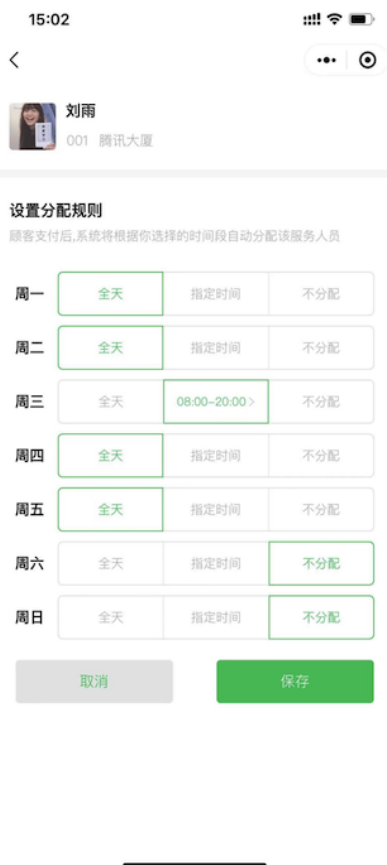 15:02
刘雨
001 腾讯大厦
设置分配规则
顾客支付后,系统将根据你选择的时间段自动分配该服务人员
周一 全天 指定时间 不分配
周二 全天 指定时间 不分配
周三 全天 08:00-20:00 不分配
周四 全天 指定时间 不分配
周五 全天 指定时间 不分配
周六 全天 指定时间 不分配
周日 全天 指定时间 不分配
取消 保存